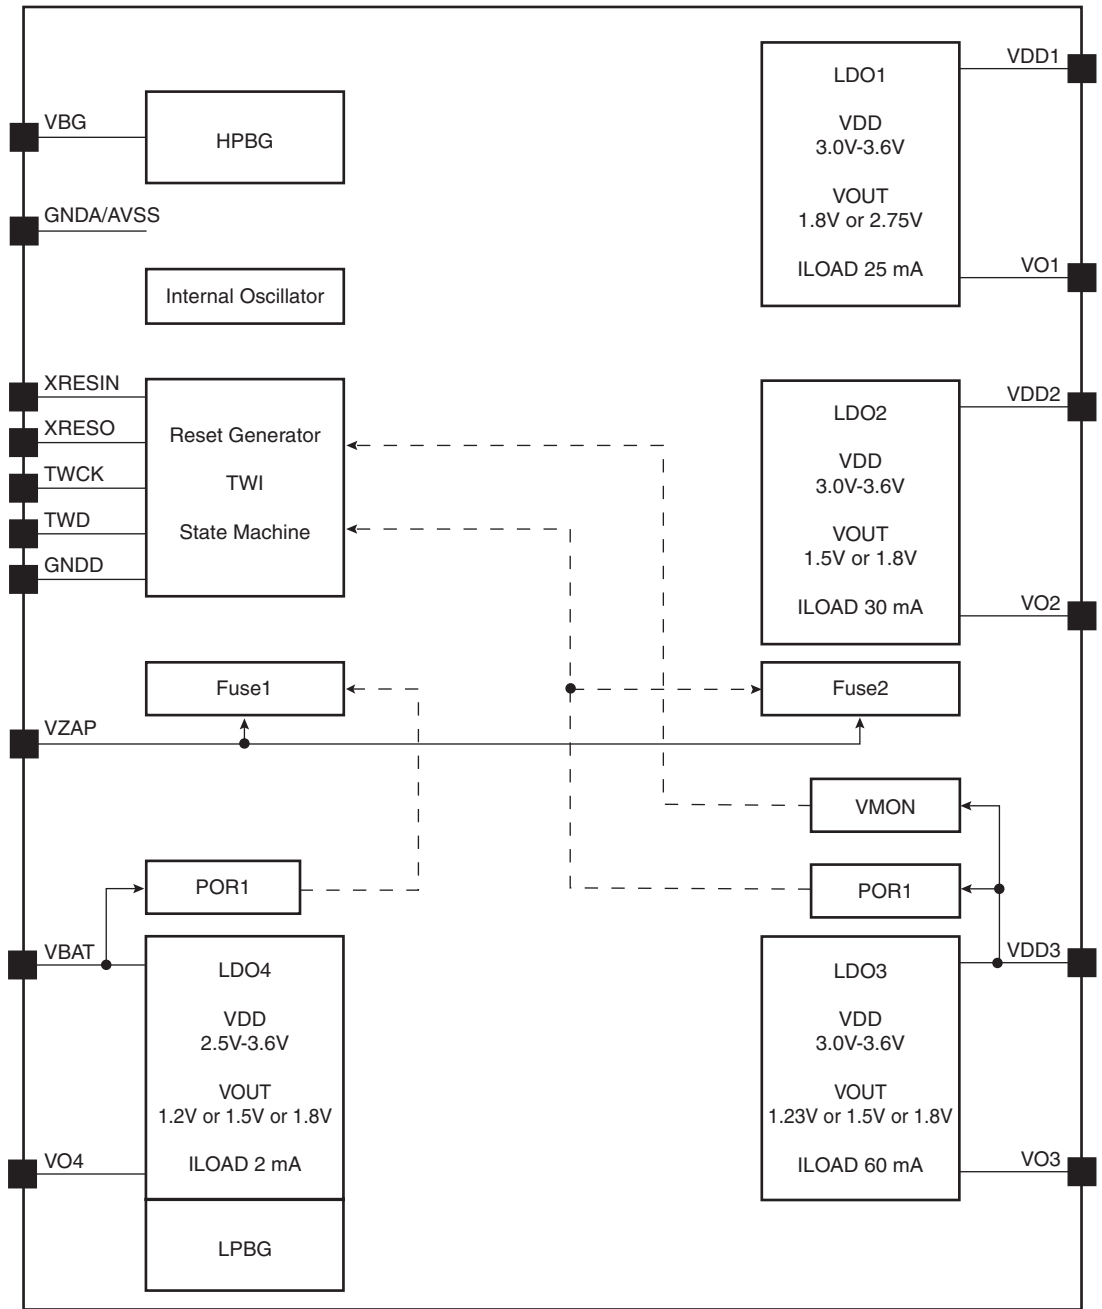 VBG
HPBG
GNDA/AVSS
Internal Oscillator
XRESIN
XRESO
TWCK
TWD
GNDD
Reset Generator
TWI
State Machine
Fuse1
VZAP
POR1
VBAT
LDO4
VDD
2.5V-3.6V
VOUT
1.2V or 1.5V or 1.8V
ILOAD 2 mA
VO4
LPBG
LDO1
VDD
3.0V-3.6V
VOUT
1.8V or 2.75V
ILOAD 25 mA
VDD1
VO1
LDO2
VDD
3.0V-3.6V
VOUT
1.5V or 1.8V
ILOAD 30 mA
VDD2
VO2
Fuse2
VMON
POR1
LDO3
VDD
3.0V-3.6V
VOUT
1.23V or 1.5V or 1.8V
ILOAD 60 mA
VDD3
VO3